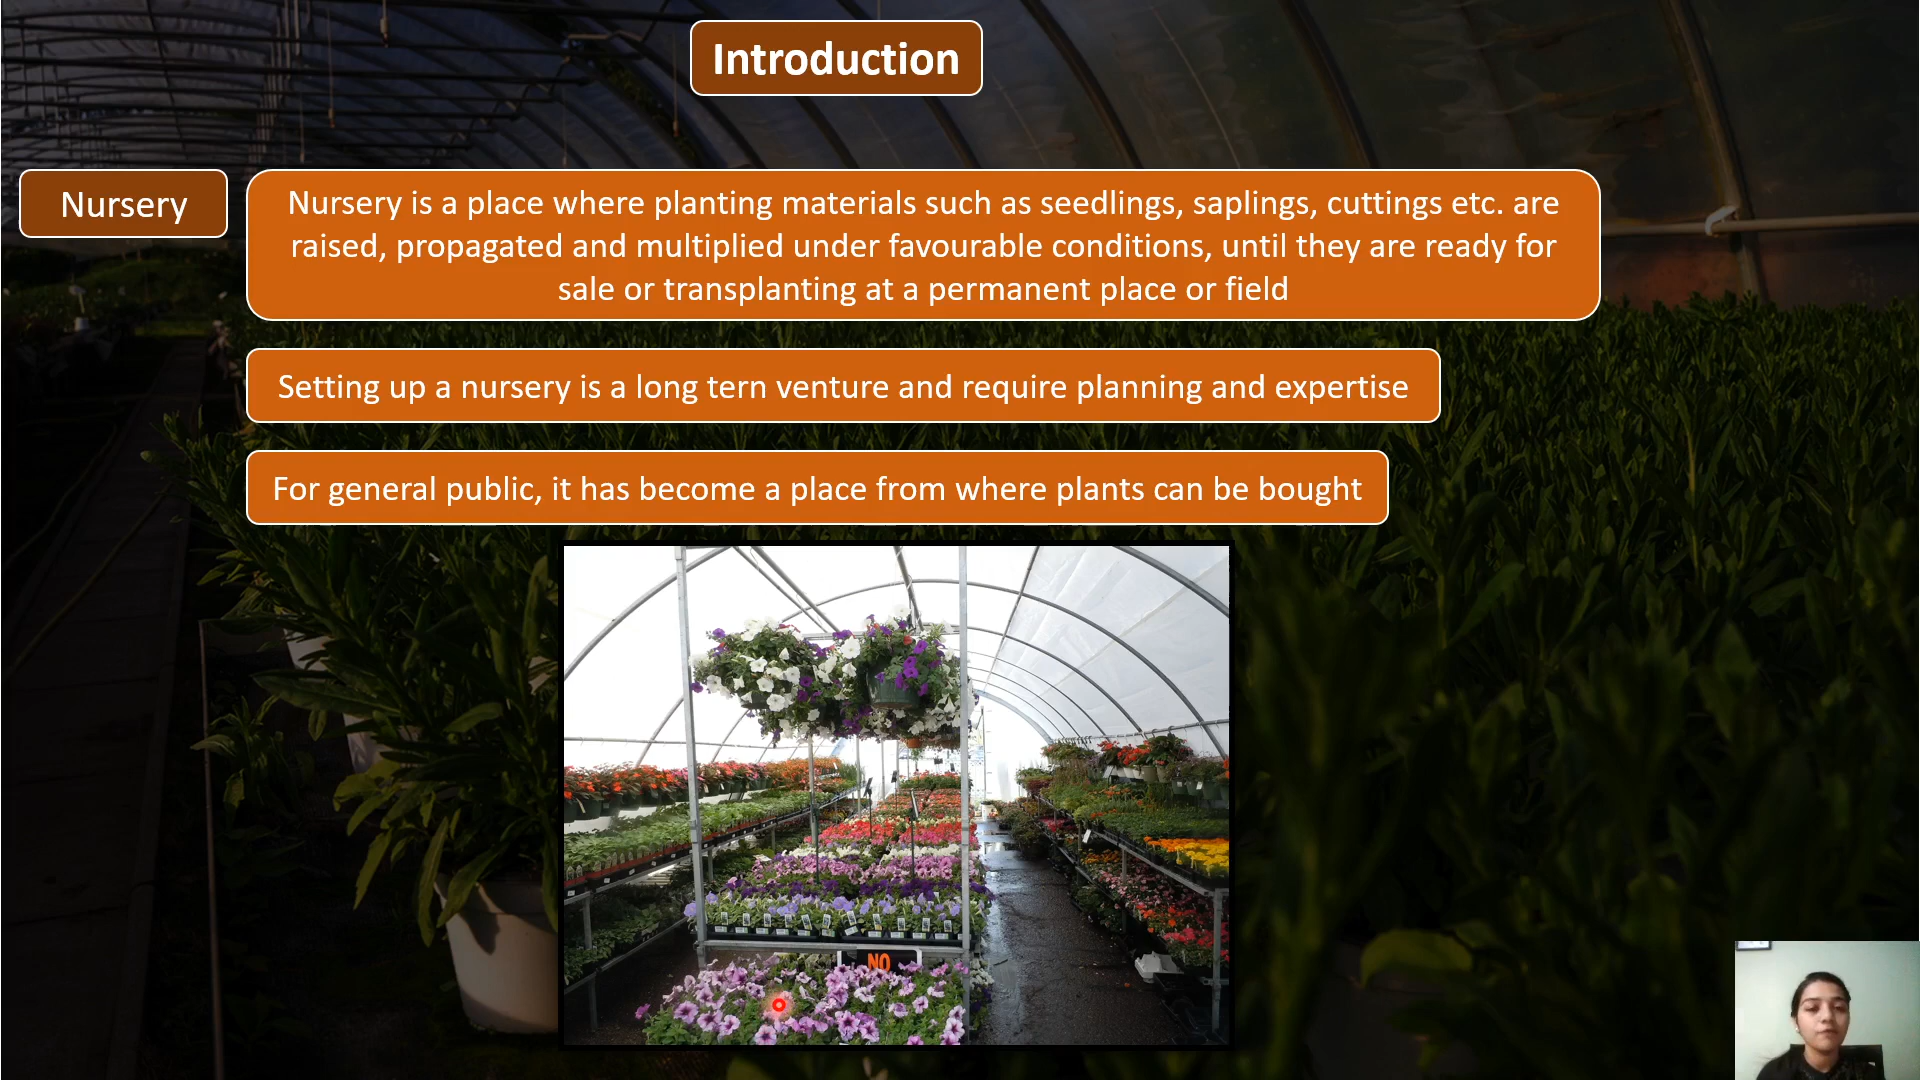 Introduction
Nursery
Nursery is a place where planting materials such as seedlings, saplings, cuttings etc. are
raised, propagated and multiplied under favourable conditions, until they are ready for
sale or transplanting at a permanent place or field
Setting up a nursery is a long tern venture and require planning and expertise
For general public, it has become a place from where plants can be bought
NO